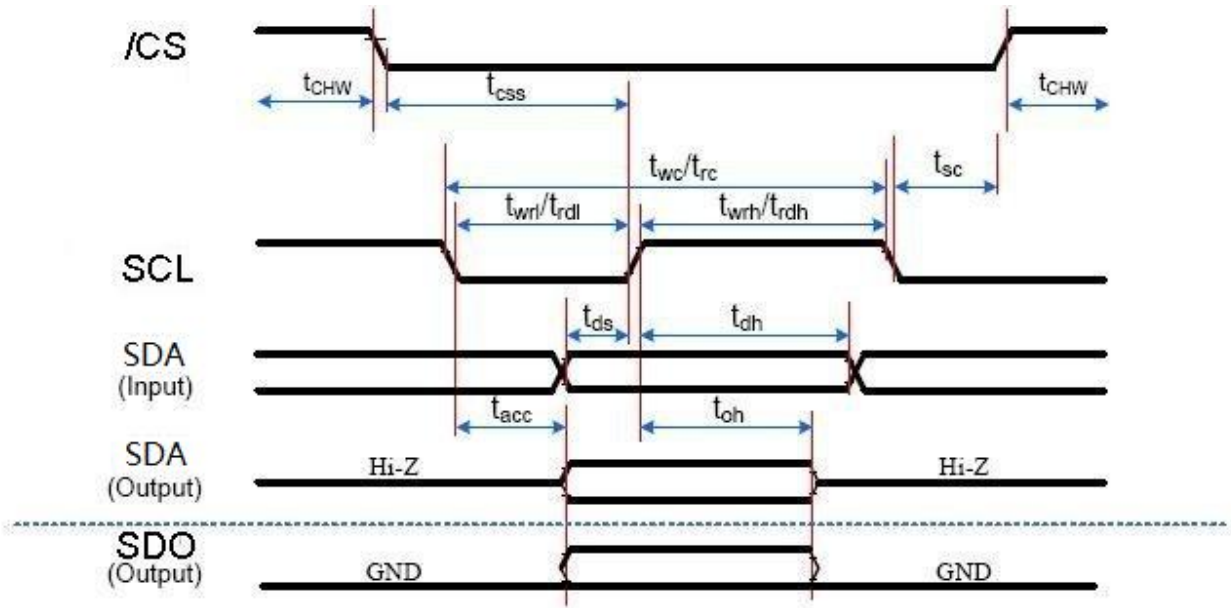 /CS
tCHW
tcss
tCHW
twc/trc
tsc
twrl/trdl
twrh/trdh
SCL
tds
tdh
SDA
(Input)
tacc
toh
SDA
(Output)
Hi-Z
Hi-Z
SDO
(Output)
GND
GND